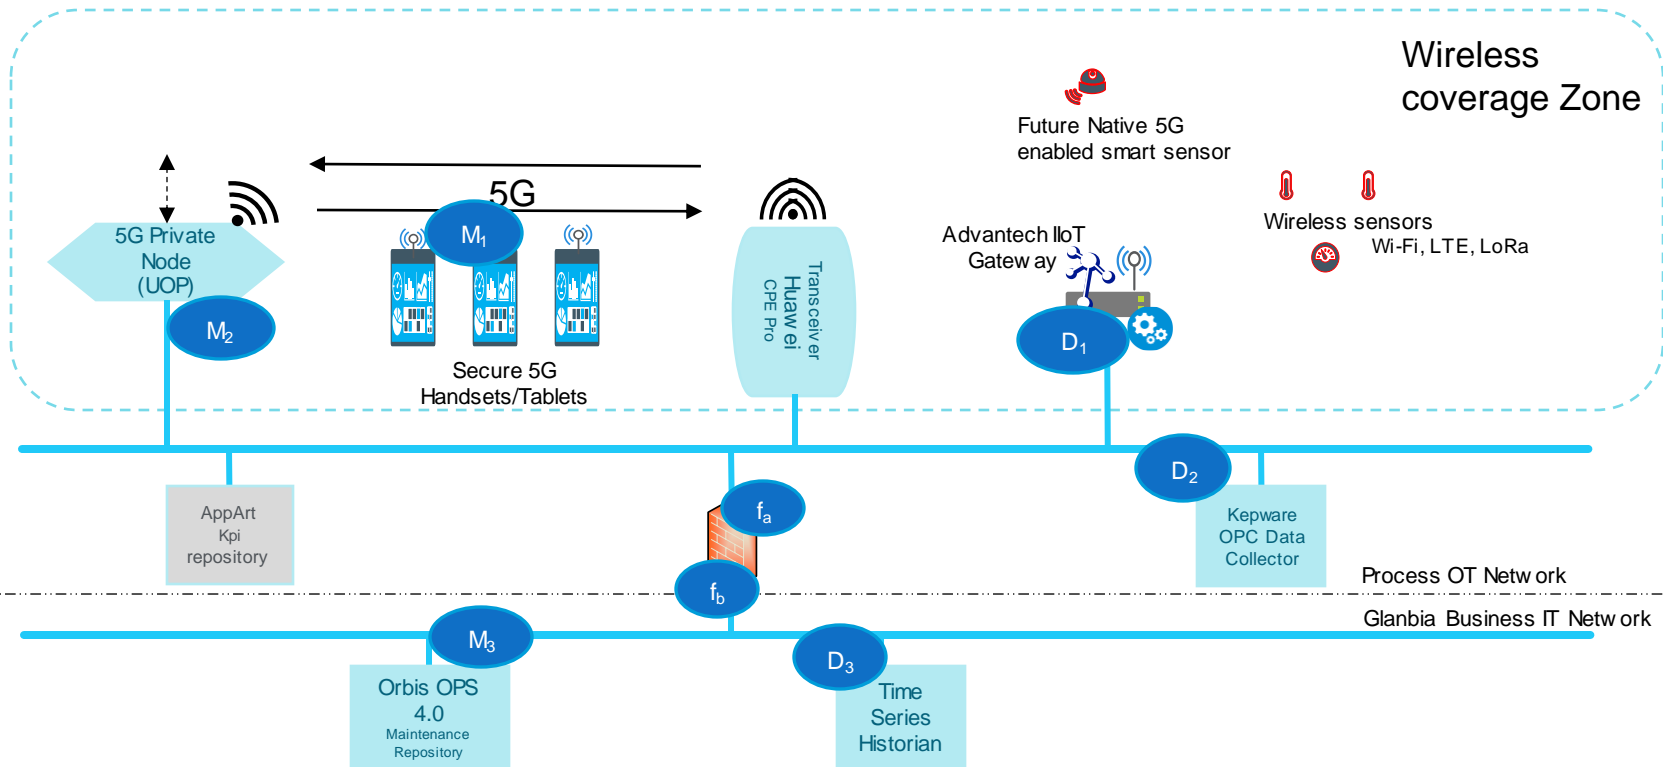 Wireless
coverage Zone
Future Native 5G
enabled smart sensor
5G
5G Private
Node
(UOP)
M1
M2
Secure 5G
Handsets/Tablets
Transceiver
Huawei
CPE Pro
Advantech IIoT
Gateway
D1
Wireless sensors
Wi-Fi, LTE, LoRa
D2
AppArt
Kpi
repository
fa
fb
Kepware
OPC Data
Collector
Process OT Network
Glanbia Business IT Network
M3
D3
Orbis OPS
4.0
Maintenance
Repository
Time
Series
Historian